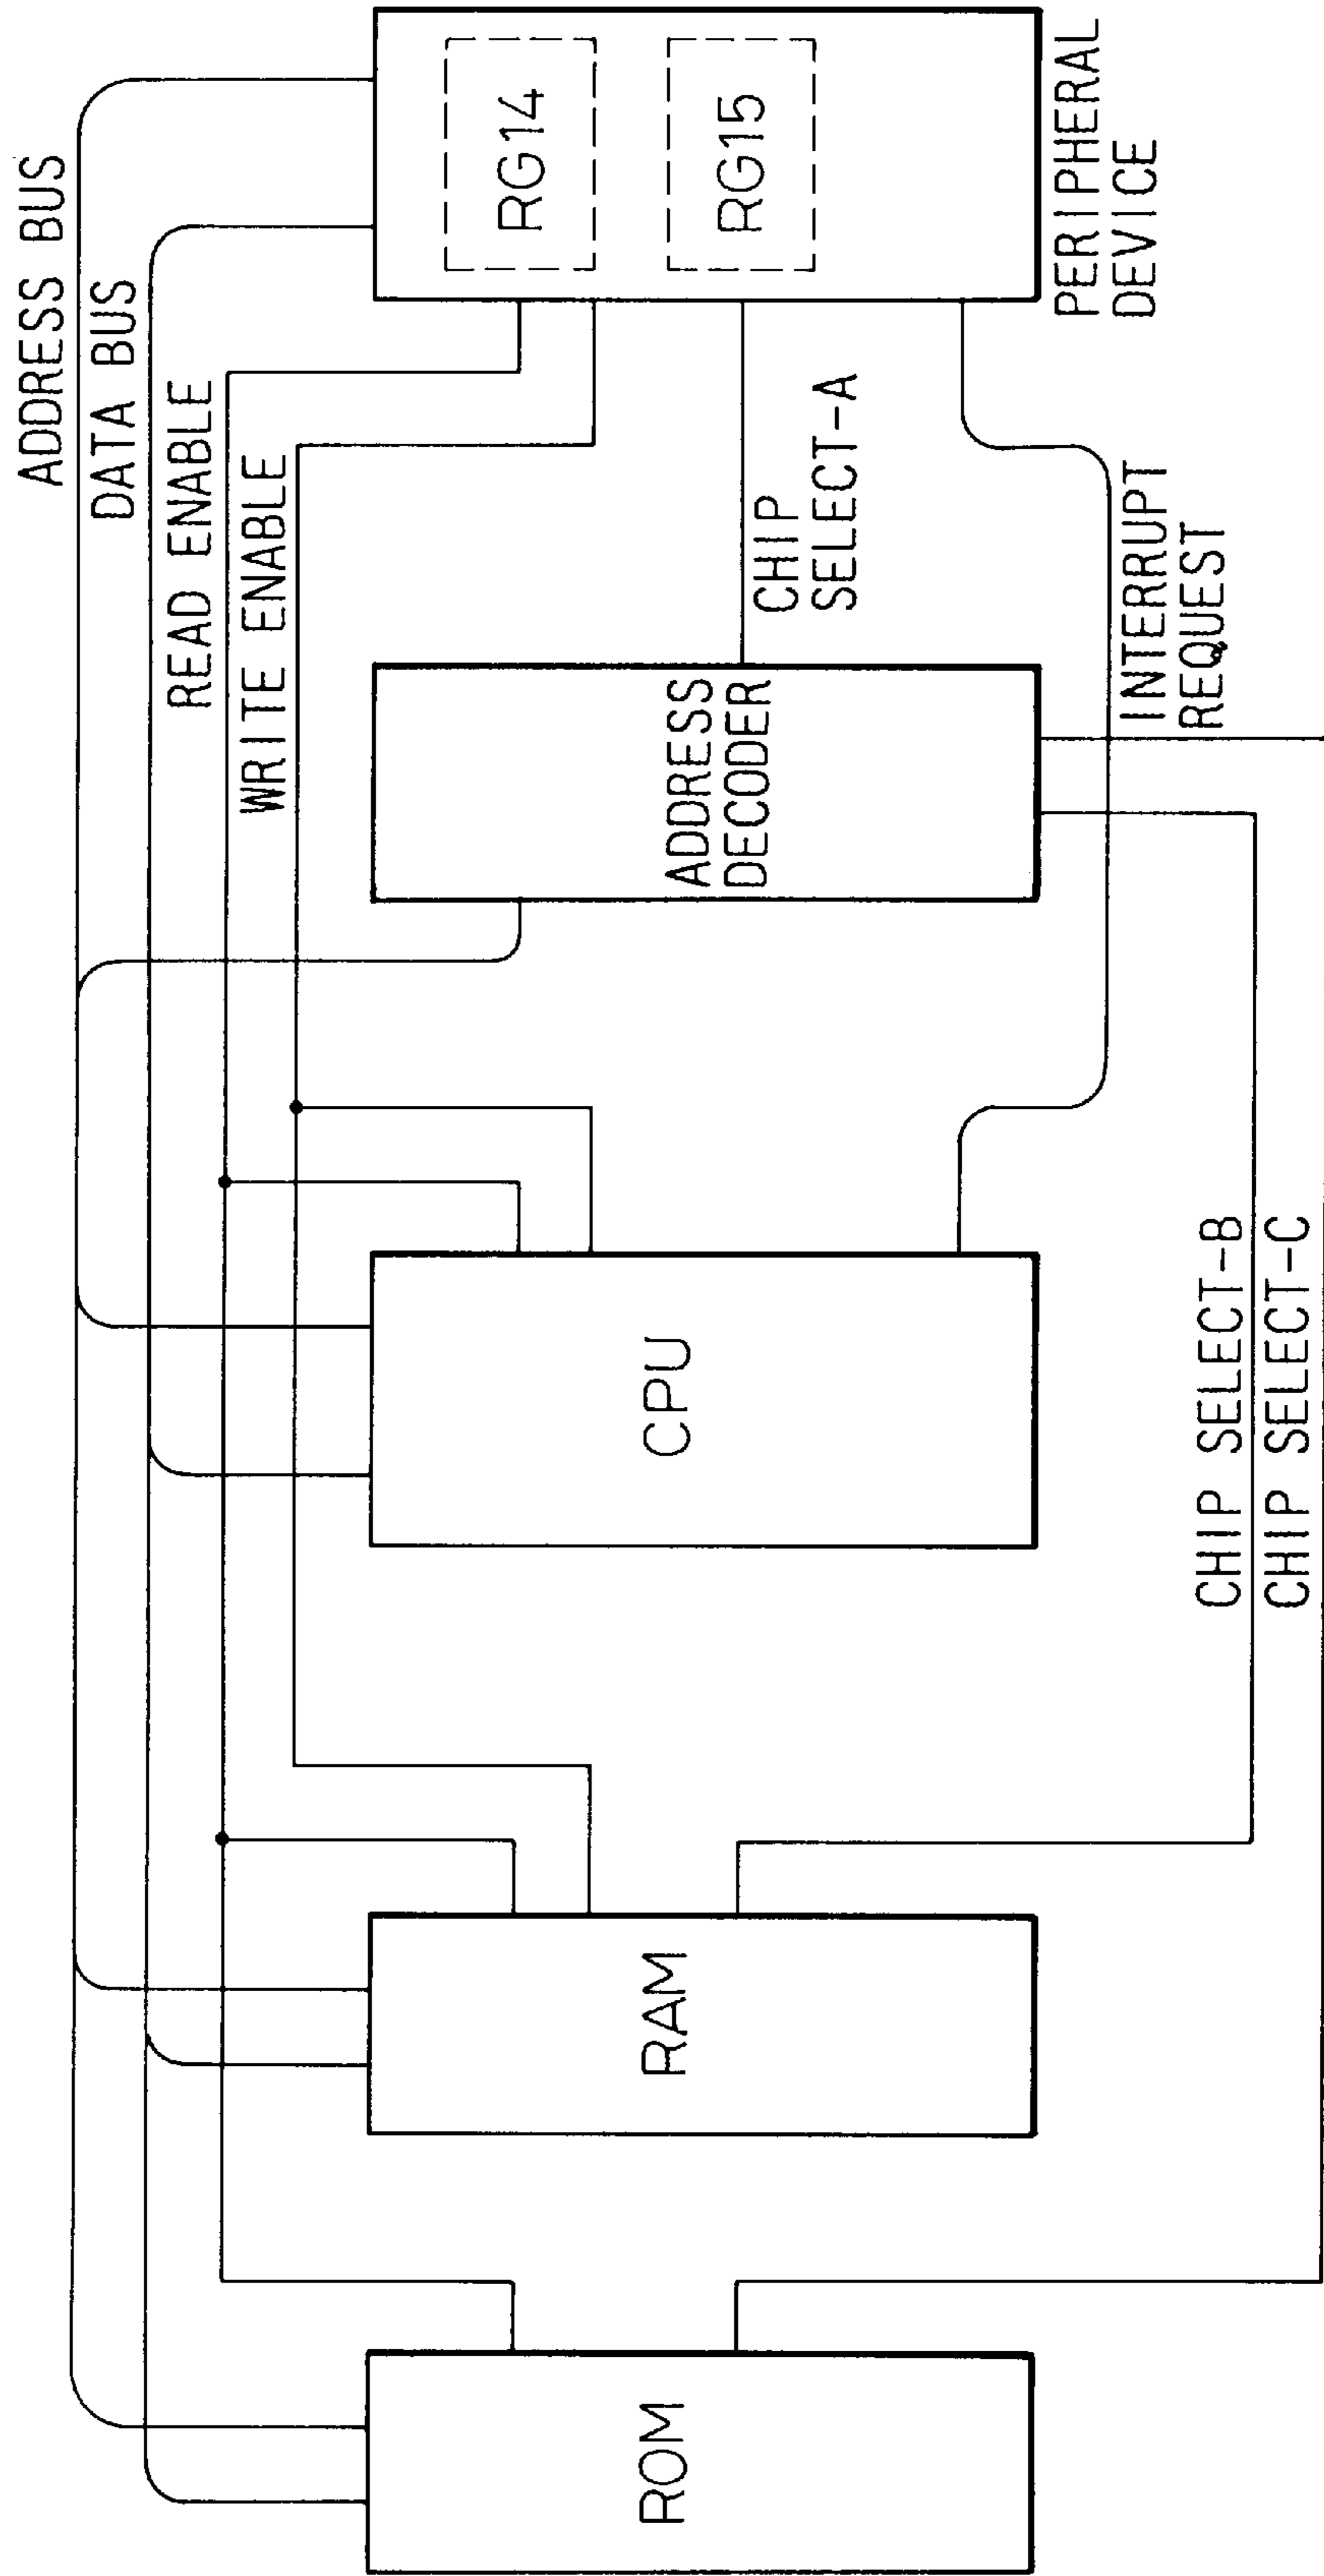 ADDRESS BUS
DATA BUS
READ ENABLE
WRITE ENABLE
ROM
RAM
CPU
ADDRESS
DECODER
CHIP
SELECT-A
RG14
RG15
PERIPHERAL
DEVICE
INTERRUPT
REQUEST
CHIP SELECT-B
CHIP SELECT-C